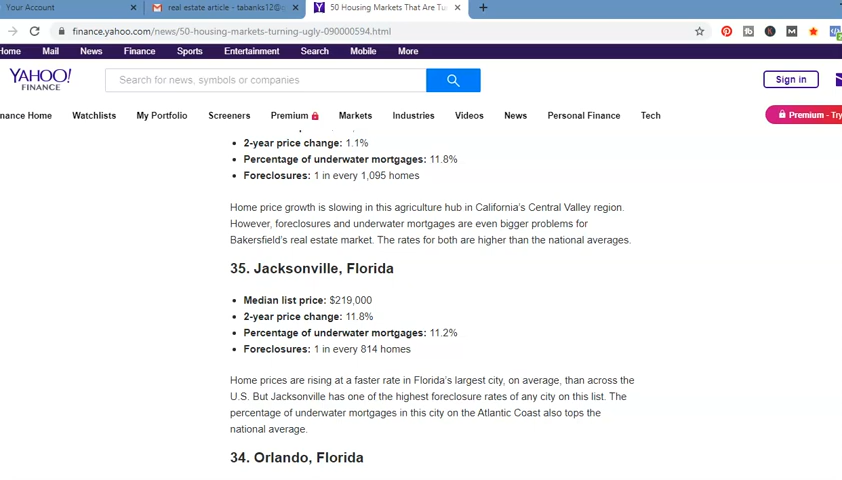 Your Account
real estate article - tabanks12@
50 Housing Markets That Are Tu
finance.yahoo.com/news/50-housing-markets-turning-ugly-090000594.html
Home Mail News Finance Sports Entertainment Search Mobile More
YAHOO!
FINANCE
Search for news, symbols or companies
Sign in
nance Home Watchlists My Portfolio Screeners Premium Markets Industries Videos News Personal Finance Tech
Premium - Try
• 2-year price change: 1.1%
• Percentage of underwater mortgages: 11.8%
• Foreclosures: 1 in every 1,095 homes
Home price growth is slowing in this agriculture hub in California's Central Valley region.
However, foreclosures and underwater mortgages are even bigger problems for
Bakersfield's real estate market. The rates for both are higher than the national averages.
35. Jacksonville, Florida
• Median list price: $219,000
• 2-year price change: 11.8%
• Percentage of underwater mortgages: 11.2%
• Foreclosures: 1 in every 814 homes
Home prices are rising at a faster rate in Florida's largest city, on average, than across the
U.S. But Jacksonville has one of the highest foreclosure rates of any city on this list. The
percentage of underwater mortgages in this city on the Atlantic Coast also tops the
national average.
34. Orlando, Florida